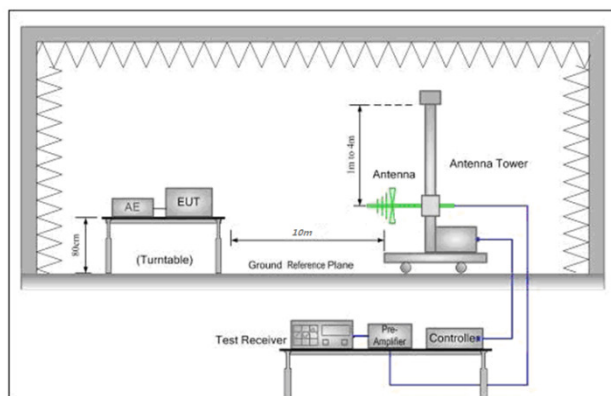 1m to 4m
Antenna
Antenna Tower
AE
EUT
80cm
(Turntable)
10m
Ground Reference Plane
Test Receiver
Pre-
Amplifier
Controller